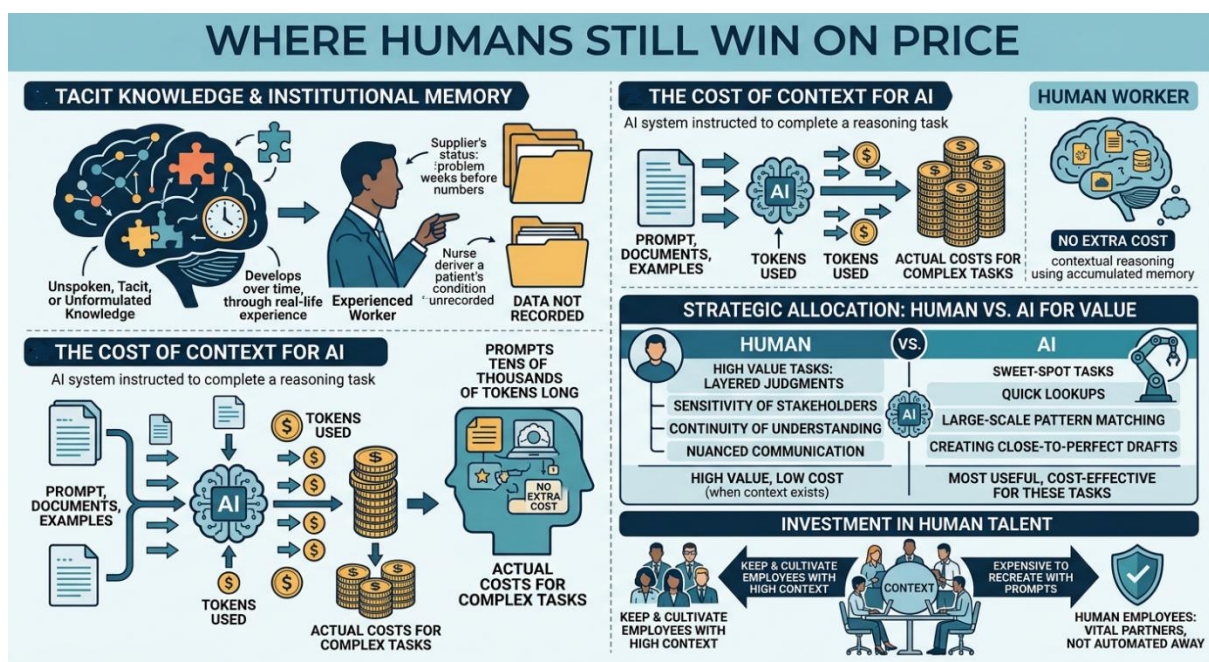 WHERE HUMANS STILL WIN ON PRICE
TACIT KNOWLEDGE & INSTITUTIONAL MEMORY
Unspoken, Tacit,
or Unformulated
Knowledge
Develops
over time,
through real-life
experience
Experienced
Worker
Supplier's
status:
problem
weeks before
numbers
Nurse
deriver a
patient's
condition
unrecorded
DATA NOT
RECORDED
THE COST OF CONTEXT FOR AI
AI system instructed to complete a reasoning task
PROMPT,
DOCUMENTS,
EXAMPLES
AI
TOKENS
USED
$
$
$
$
$
TOKENS
USED
$
$
$
$
$
ACTUAL COSTS FOR
COMPLEX TASKS
PROMPTS
TENS OF
THOUSANDS
OF TOKENS LONG
NO
EXTRA
COST
ACTUAL
COSTS FOR
COMPLEX TASKS
THE COST OF CONTEXT FOR AI
AI system instructed to complete a reasoning task
PROMPT,
DOCUMENTS,
EXAMPLES
AI
TOKENS
USED
$
$
TOKENS
USED
$
$
$
$
ACTUAL COSTS FOR
COMPLEX TASKS
HUMAN WORKER
NO EXTRA COST
contextual reasoning
using accumulated memory
STRATEGIC ALLOCATION: HUMAN VS. AI FOR VALUE
HUMAN
VS.
AI
HIGH VALUE TASKS:
LAYERED JUDGMENTS
SENSITIVITY OF STAKEHOLDERS
CONTINUITY OF UNDERSTANDING
NUANCED COMMUNICATION
HIGH VALUE, LOW COST
(when context exists)
AI
SWEET-SPOT TASKS
QUICK LOOKUPS
LARGE-SCALE PATTERN MATCHING
CREATING CLOSE-TO-PERFECT DRAFTS
MOST USEFUL, COST-EFFECTIVE
FOR THESE TASKS
INVESTMENT IN HUMAN TALENT
KEEP & CULTIVATE
EMPLOYEES WITH
HIGH CONTEXT
KEEP & CULTIVATE
EMPLOYEES WITH
HIGH CONTEXT
CONTEXT
EXPENSIVE TO
RECREATE WITH
PROMPTS
HUMAN EMPLOYEES:
VITAL PARTNERS,
NOT AUTOMATED AWAY